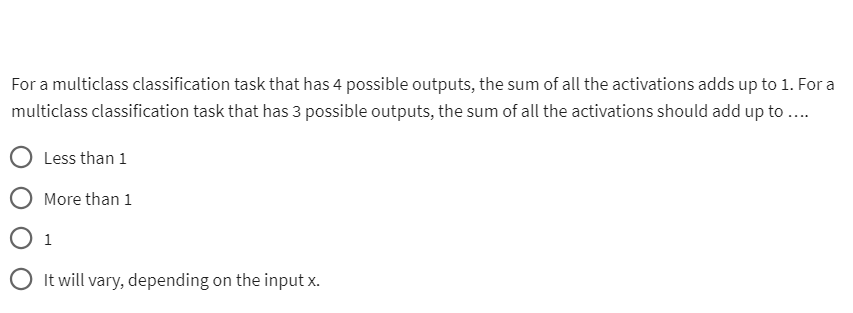 For a multiclass classification task that has 4 possible outputs, the sum of all the activations adds up to 1. For a
multiclass classification task that has 3 possible outputs, the sum of all the activations should add up to ….
Less than 1
More than 1
1
It will vary, depending on the input x.